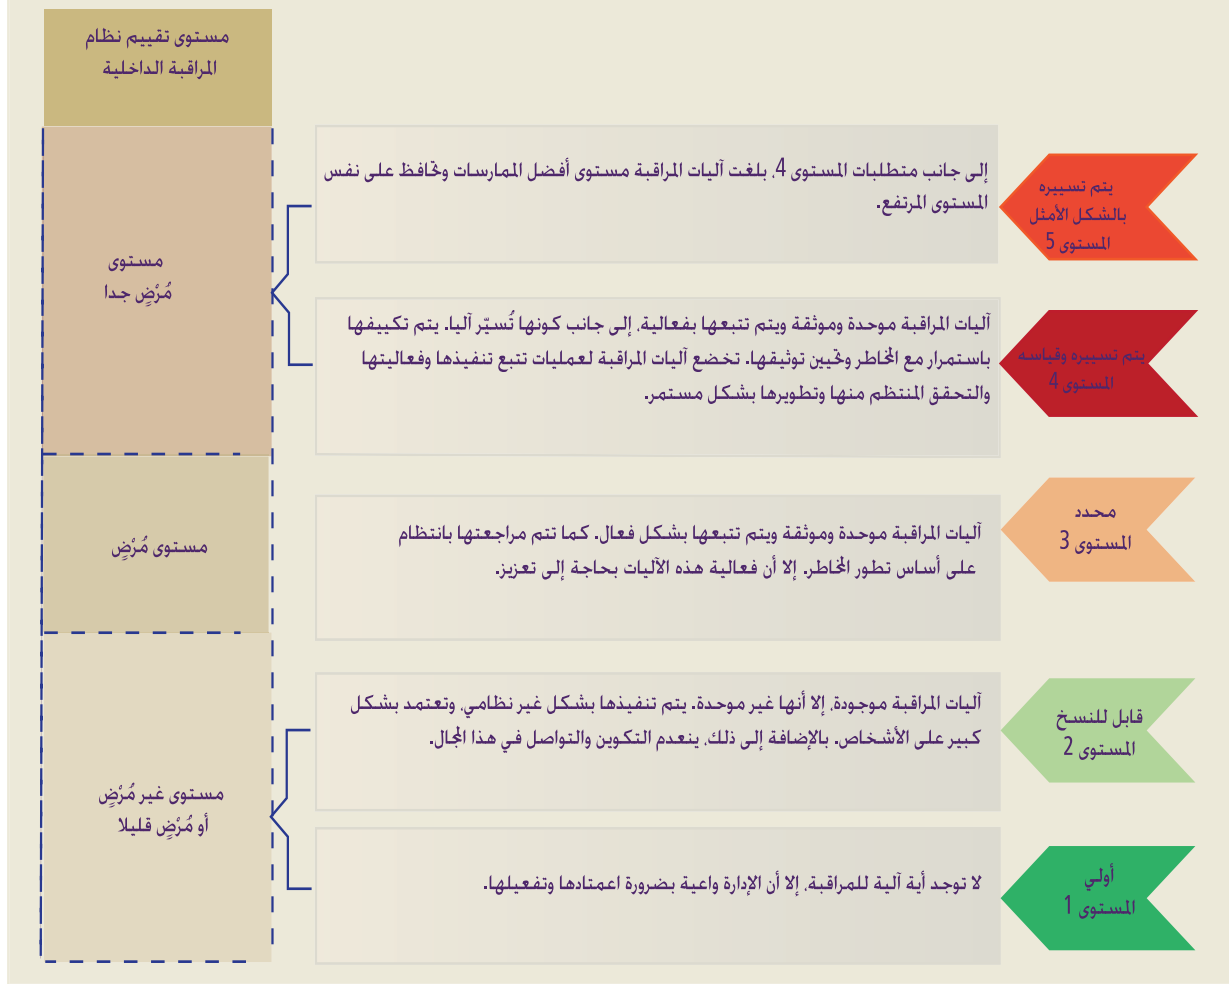 مستوى تقييم نظام
المراقبة الداخلية
يتم تسييره
بالشكل الأمثل
المستوى 5
إلى جانب متطلبات المستوى 4، بلغت آليات المراقبة مستوى أفضل الممارسات وتحافظ على نفس
المستوى المرتفع.
مستوى
مُرْضٍ جدا
يتم تسييره وقياسه
المستوى 4
آليات المراقبة موحدة وموثقة ويتم تتبعها بفعالية، إلى جانب كونها تُسيّر آليا. يتم تكييفها
باستمرار مع المخاطر وتحيين توثيقها. تخضع آليات المراقبة لعمليات تتبع تنفيذها وفعاليتها
والتحقق المنتظم منها وتطويرها بشكل مستمر.
محدد
المستوى 3
آليات المراقبة موحدة وموثقة ويتم تتبعها بشكل فعال. كما تتم مراجعتها بانتظام
على أساس تطور المخاطر. إلا أن فعالية هذه الآليات بحاجة إلى تعزيز.
مستوى مُرْضٍ
قابل للنسخ
المستوى 2
آليات المراقبة موجودة، إلا أنها غير موحدة. يتم تنفيذها بشكل غير نظامي، وتعتمد بشكل
كبير على الأشخاص. بالإضافة إلى ذلك، ينعدم التكوين والتواصل في هذا المجال.
مستوى غير مُرْضٍ
أو مُرْضٍ قليلا
أولي
المستوى 1
لا توجد أية آلية للمراقبة، إلا أن الإدارة واعية بضرورة اعتمادها وتفعيلها.